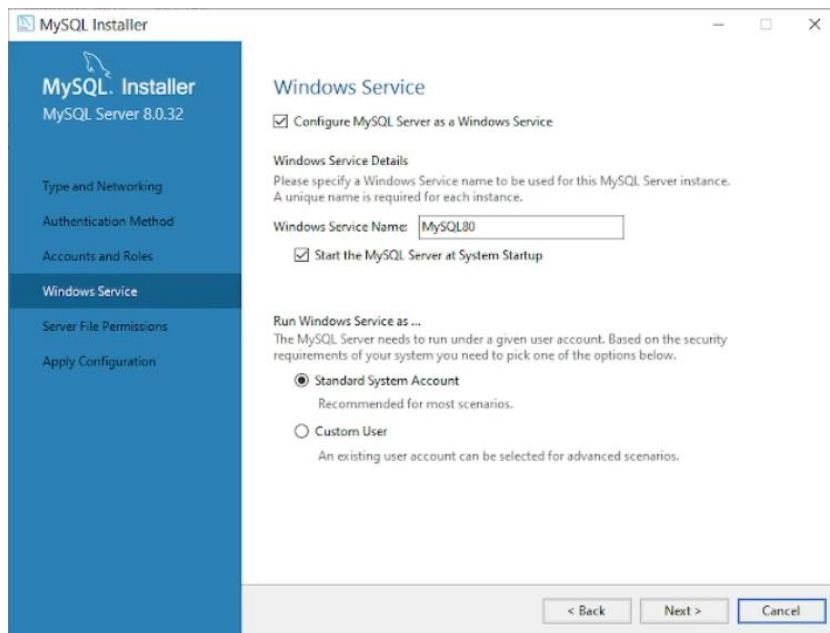 MySQL Installer
MySQL. Installer
MySQL Server 8.0.32
Type and Networking
Authentication Method
Accounts and Roles
Windows Service
Server File Permissions
Apply Configuration
Windows Service
Configure MySQL Server as a Windows Service
Windows Service Details
Please specify a Windows Service name to be used for this MySQL Server instance.
A unique name is required for each instance.
Windows Service Name: MySQL80
Start the MySQL Server at System Startup
Run Windows Service as ...
The MySQL Server needs to run under a given user account. Based on the security
requirements of your system you need to pick one of the options below.
Standard System Account
Recommended for most scenarios.
Custom User
An existing user account can be selected for advanced scenarios.
< Back Next > Cancel